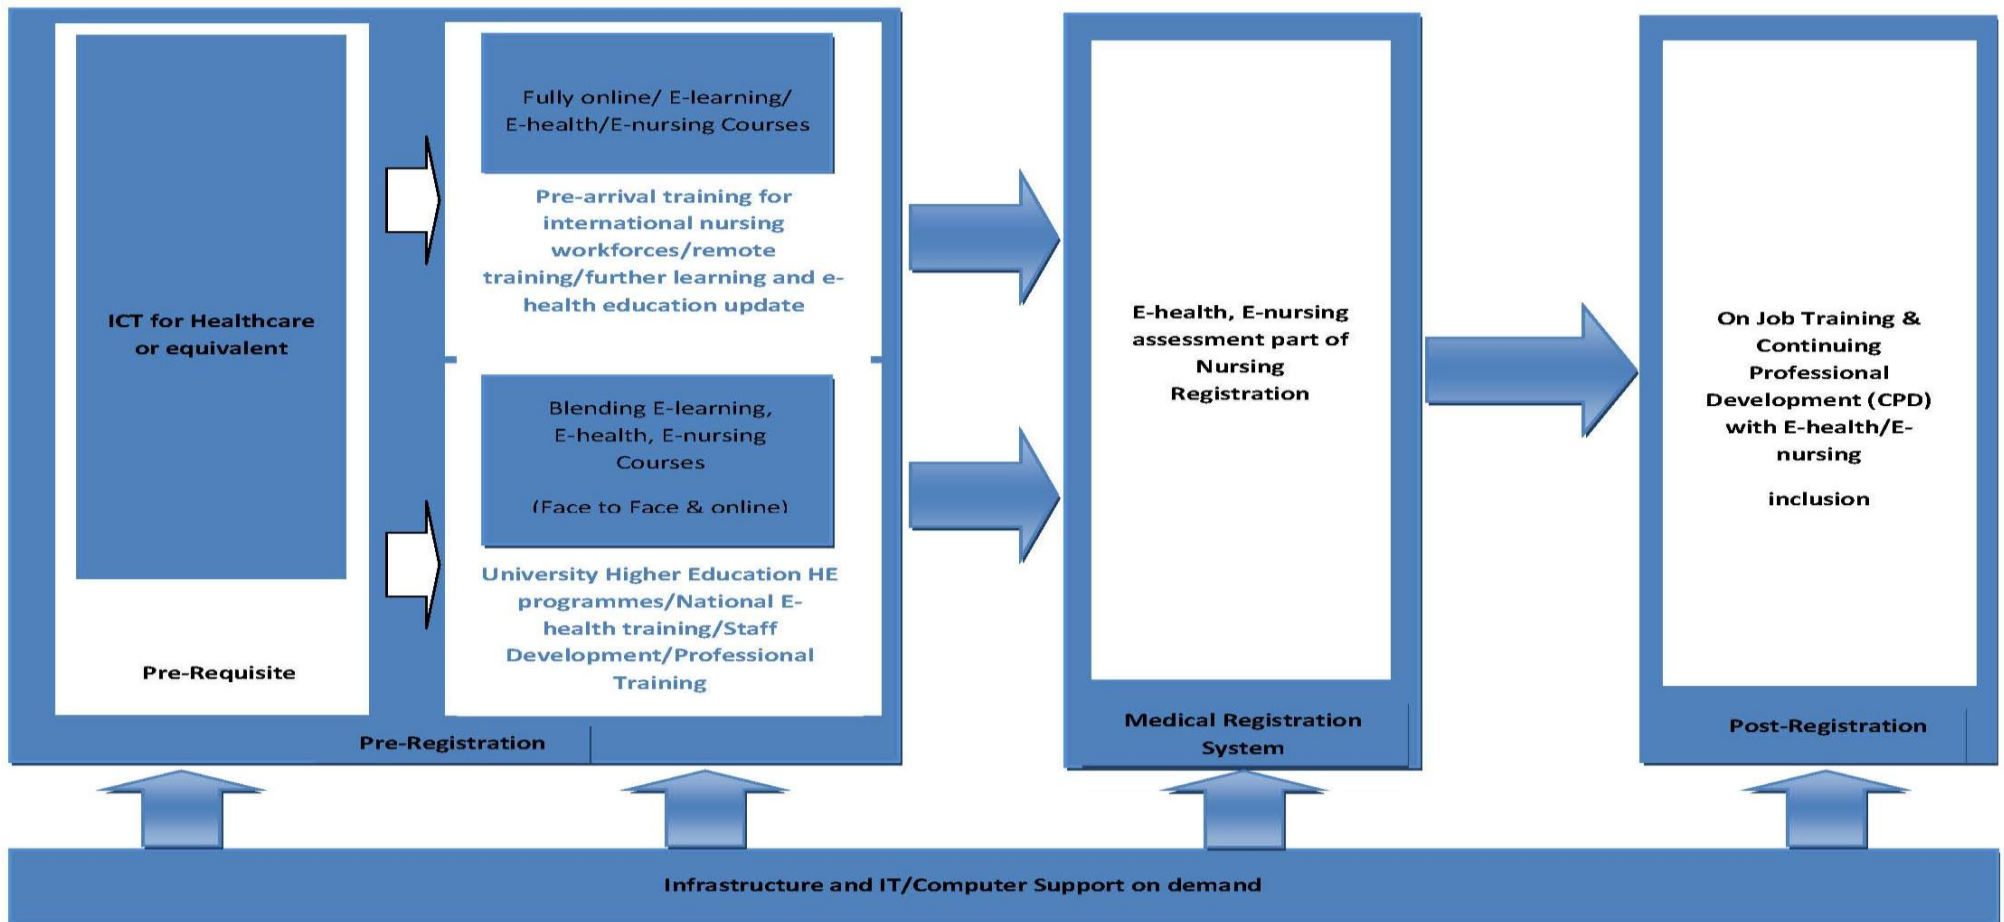 ICT for Healthcare
or equivalent
Pre-Requisite
Fully online/ E-learning/
E-health/E-nursing Courses
Pre-arrival training for
international nursing
workforces/remote
training/further learning and e-
health education update
Blending E-learning,
E-health, E-nursing
Courses
(Face to Face & online)
University Higher Education HE
programmes/National E-
health training/Staff
Development/Professional
Training
Pre-Registration
E-health, E-nursing
assessment part of
Nursing
Registration
Medical Registration
System
On Job Training &
Continuing
Professional
Development (CPD)
with E-health/E-
nursing
inclusion
Post-Registration
Infrastructure and IT/Computer Support on demand